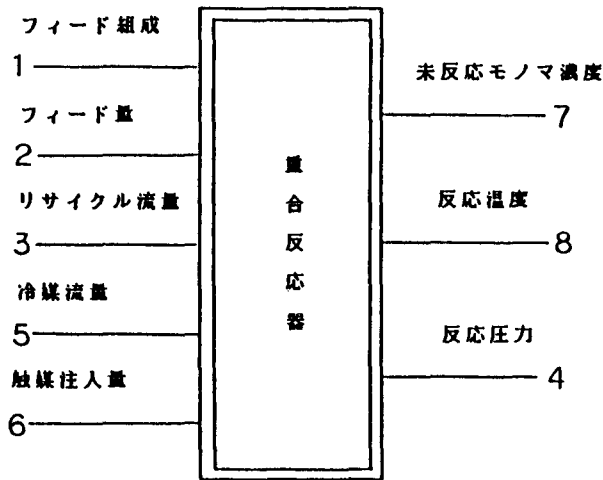 フィード組成
1
フィード量
2
リサイクル流量
3
冷媒流量
5
触媒注入量
6
重合反応器
未反応モノマ濃度
7
反応温度
8
反応圧力
4